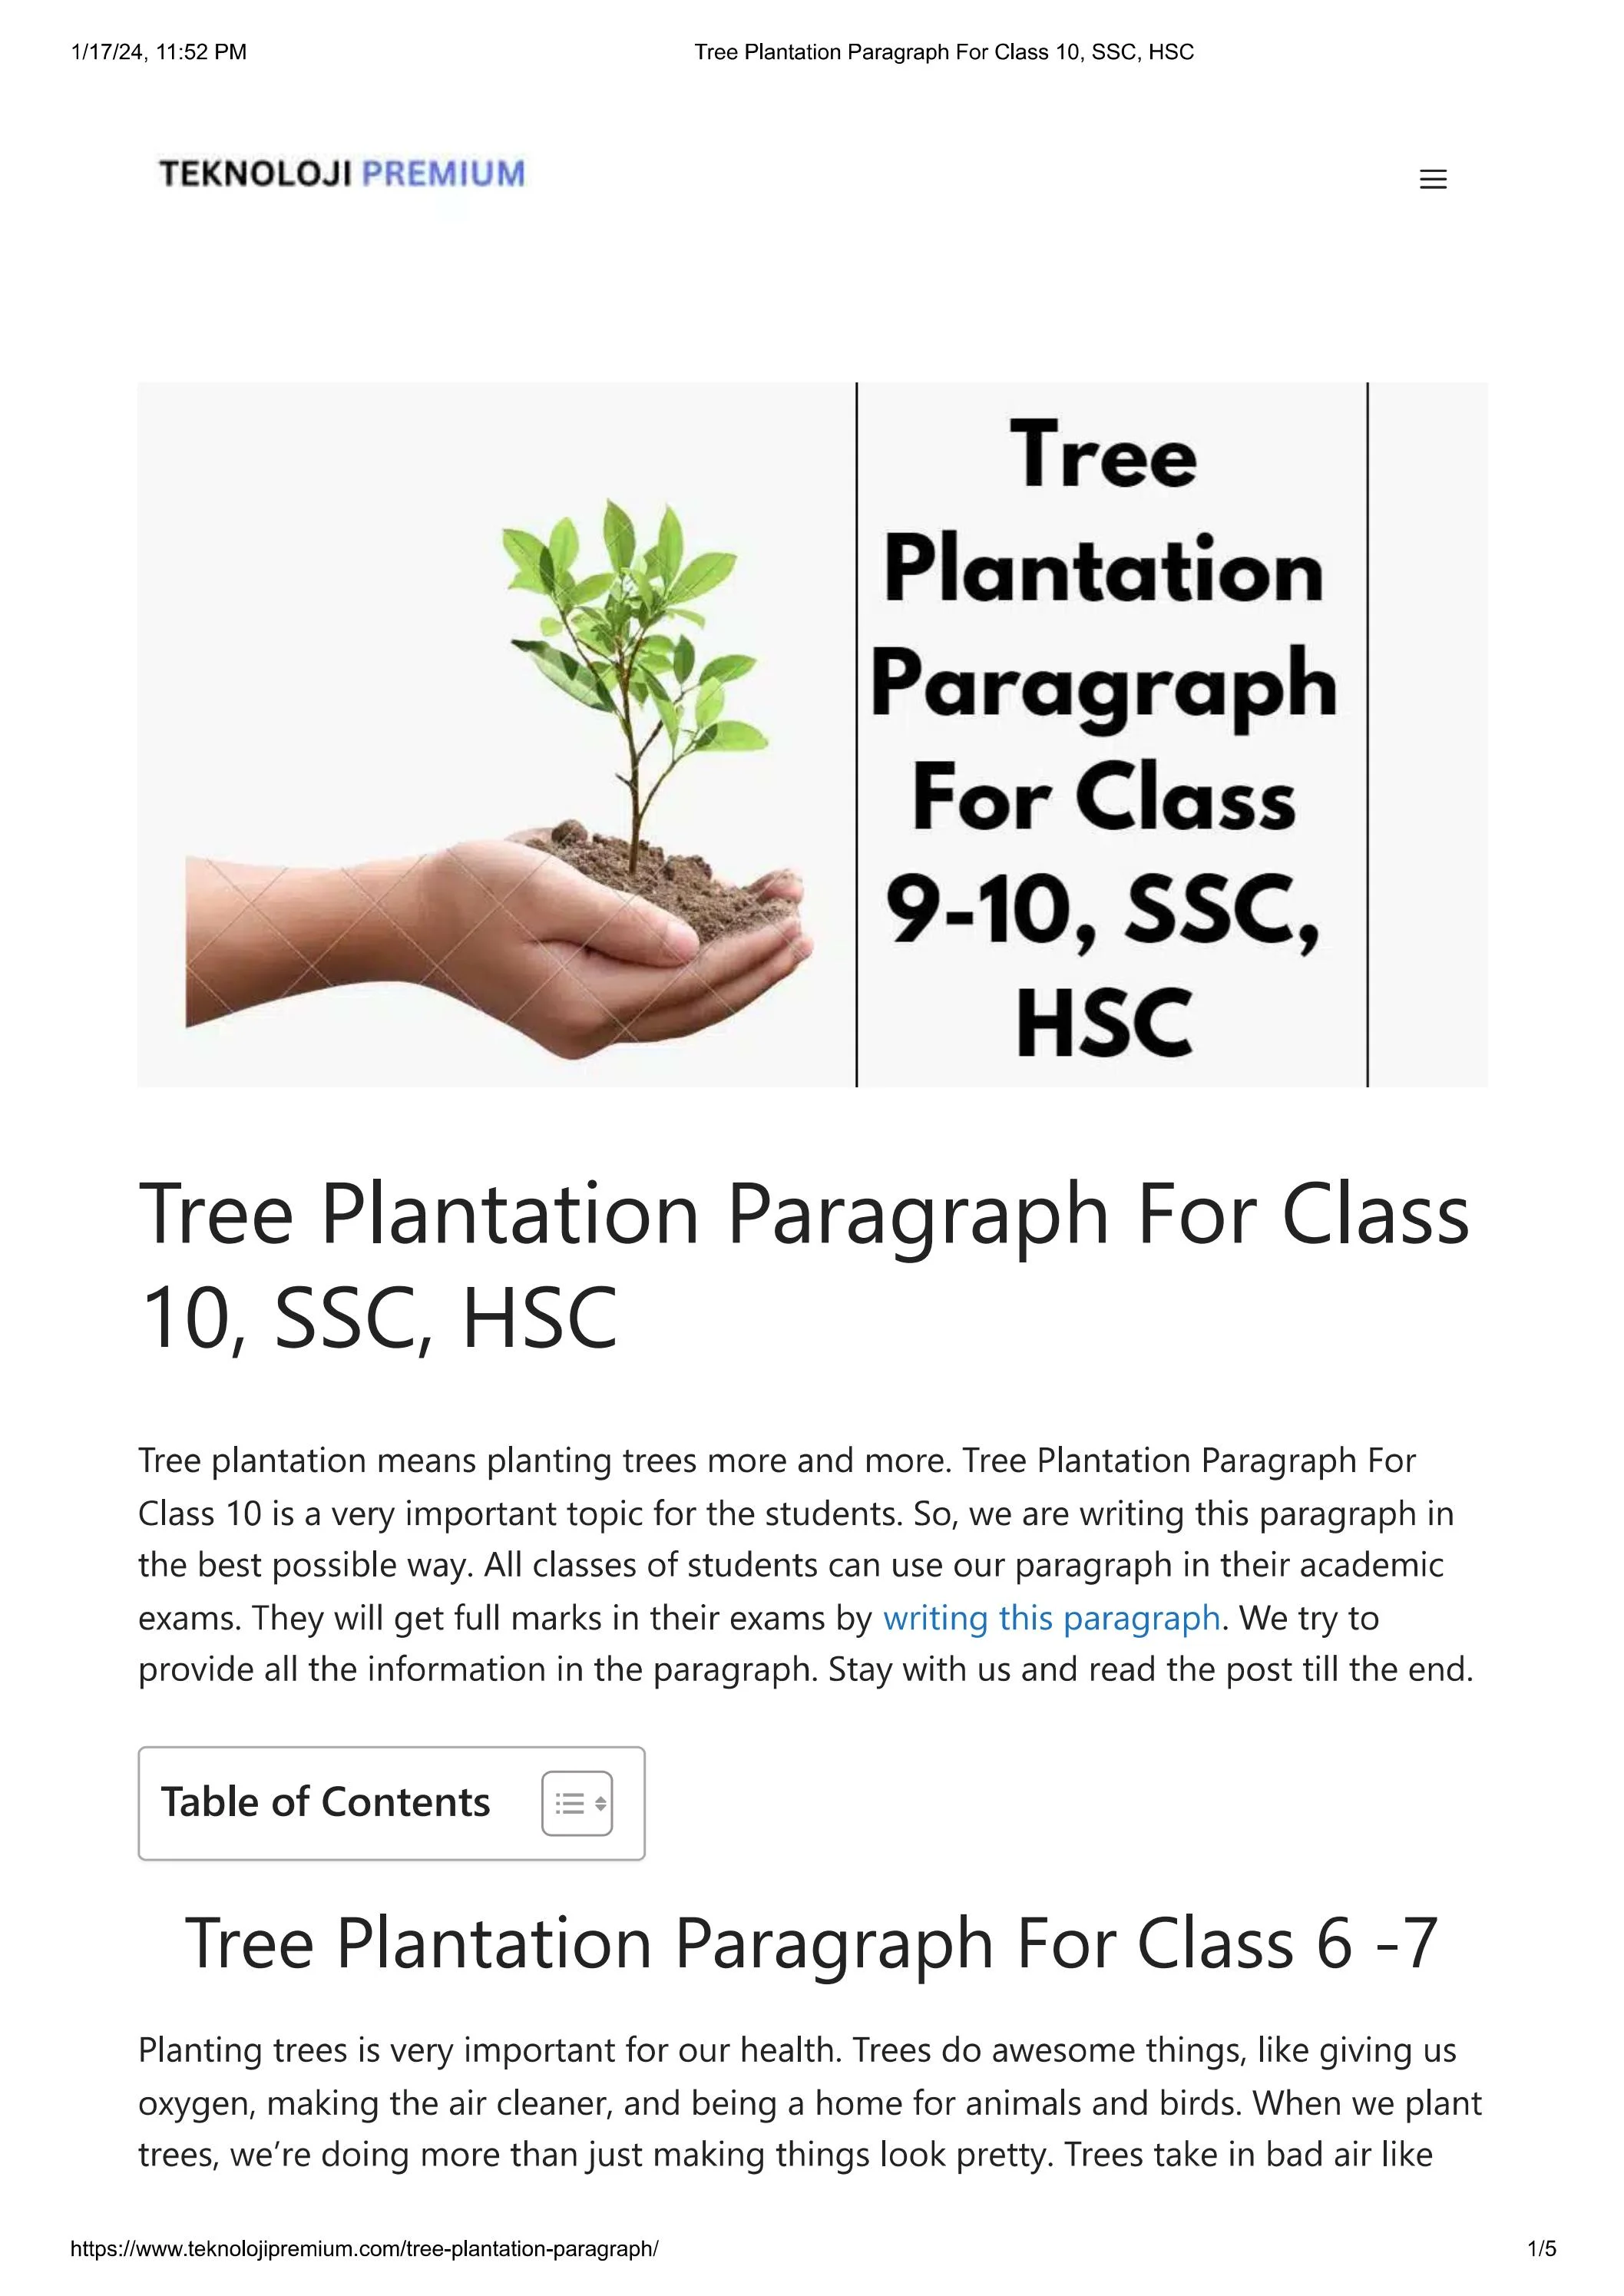 1/17/24, 11:52 PM
Tree Plantation Paragraph For Class 10, SSC, HSC
TEKNOLOJI PREMIUM
Tree
Plantation
Paragraph
For Class
9-10, SSC,
HSC
Tree Plantation Paragraph For Class
10, SSC, HSC
Tree plantation means planting trees more and more. Tree Plantation Paragraph For
Class 10 is a very important topic for the students. So, we are writing this paragraph in
the best possible way. All classes of students can use our paragraph in their academic
exams. They will get full marks in their exams by writing this paragraph. We try to
provide all the information in the paragraph. Stay with us and read the post till the end.
Table of Contents
Tree Plantation Paragraph For Class 6 -7
Planting trees is very important for our health. Trees do awesome things, like giving us
oxygen, making the air cleaner, and being a home for animals and birds. When we plant
trees, we’re doing more than just making things look pretty. Trees take in bad air like
https://www.teknolojipremium.com/tree-plantation-paragraph/
1/5